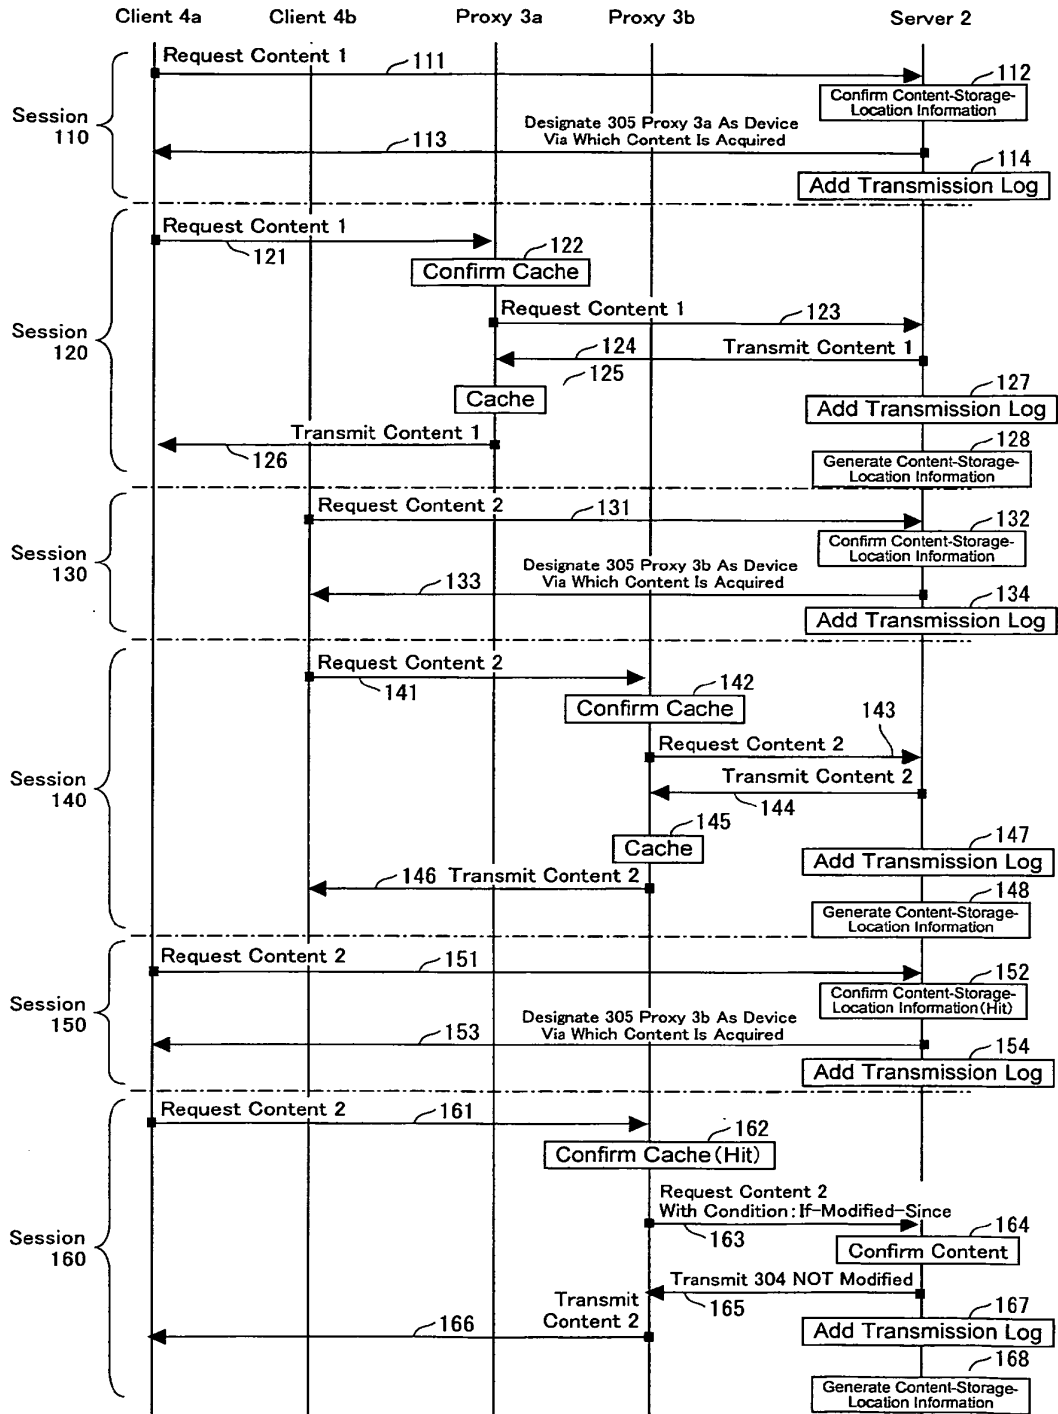 Client 4a Client 4b Proxy 3a Proxy 3b Server 2
Session
110
Request Content 1
111
112
Confirm Content-Storage-
Location Information
Designate 305 Proxy 3a As Device
Via Which Content Is Acquired
113
114
Add Transmission Log
Session
120
Request Content 1
121
122
Confirm Cache
Request Content 1
123
124
Transmit Content 1
125
Cache
127
Add Transmission Log
Transmit Content 1
126
128
Generate Content-Storage-
Location Information
Session
130
Request Content 2
131
132
Confirm Content-Storage-
Location Information
Designate 305 Proxy 3b As Device
Via Which Content Is Acquired
133
134
Add Transmission Log
Session
140
Request Content 2
141
142
Confirm Cache
143
Request Content 2
Transmit Content 2
144
145
Cache
147
Add Transmission Log
146
Transmit Content 2
148
Generate Content-Storage-
Location Information
Session
150
Request Content 2
151
152
Confirm Content-Storage-
Location Information(Hit)
Designate 305 Proxy 3b As Device
Via Which Content Is Acquired
153
154
Add Transmission Log
Session
160
Request Content 2
161
162
Confirm Cache(Hit)
Request Content 2
With Condition:If-Modified-Since
163
164
Confirm Content
Transmit 304 NOT Modified
165
Transmit
Content 2
166
167
Add Transmission Log
168
Generate Content-Storage-
Location Information